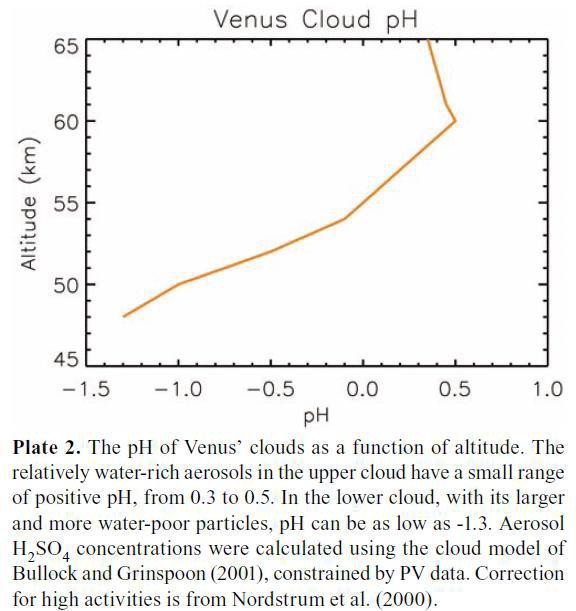 Venus Cloud pH
65
60
55
50
45
Altitude (km)
−1.5 −1.0 −0.5 0.0 0.5 1.0
pH
Plate 2. The pH of Venus’ clouds as a function of altitude. The
relatively water-rich aerosols in the upper cloud have a small range
of positive pH, from 0.3 to 0.5. In the lower cloud, with its larger
and more water-poor particles, pH can be as low as -1.3. Aerosol
H₂SO₄ concentrations were calculated using the cloud model of
Bullock and Grinspoon (2001), constrained by PV data. Correction
for high activities is from Nordstrum et al. (2000).